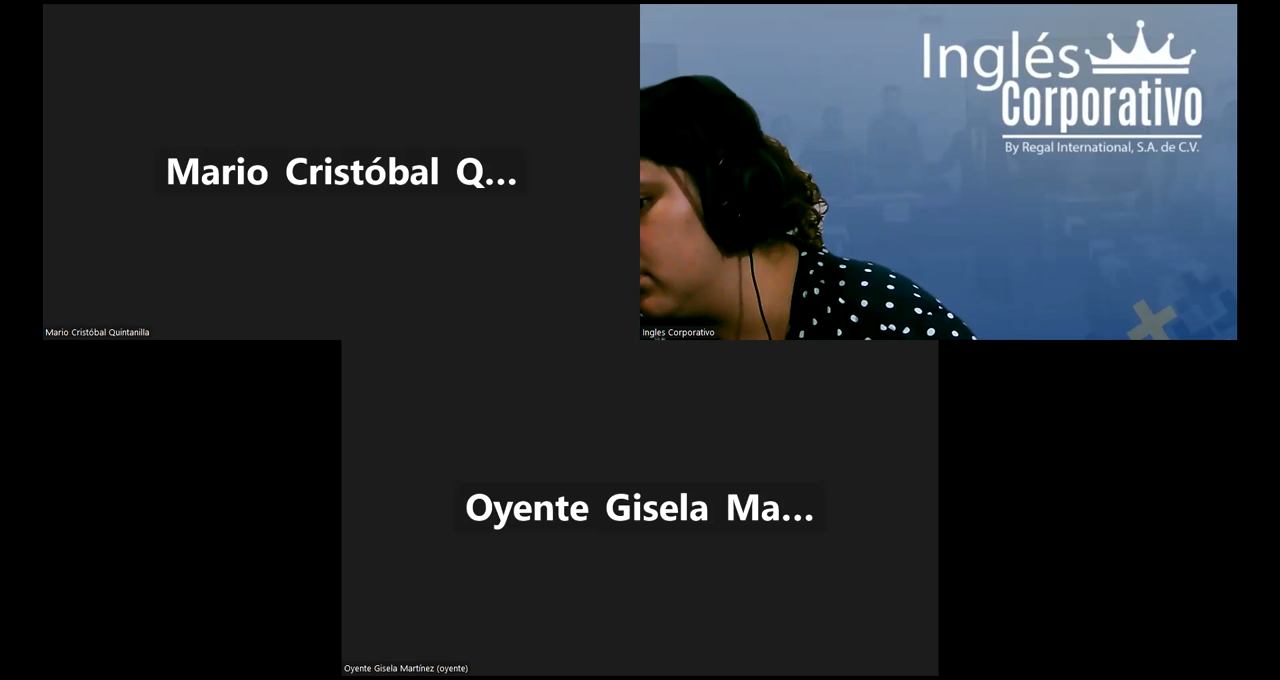 Mario Cristóbal Q...
Mario Cristóbal Quintanilla
Inglés
Corporativo
By Regal International, S.A. de C.V.
Ingles Corporativo
Oyente Gisela Ma...
Oyente Gisela Martínez (oyente)